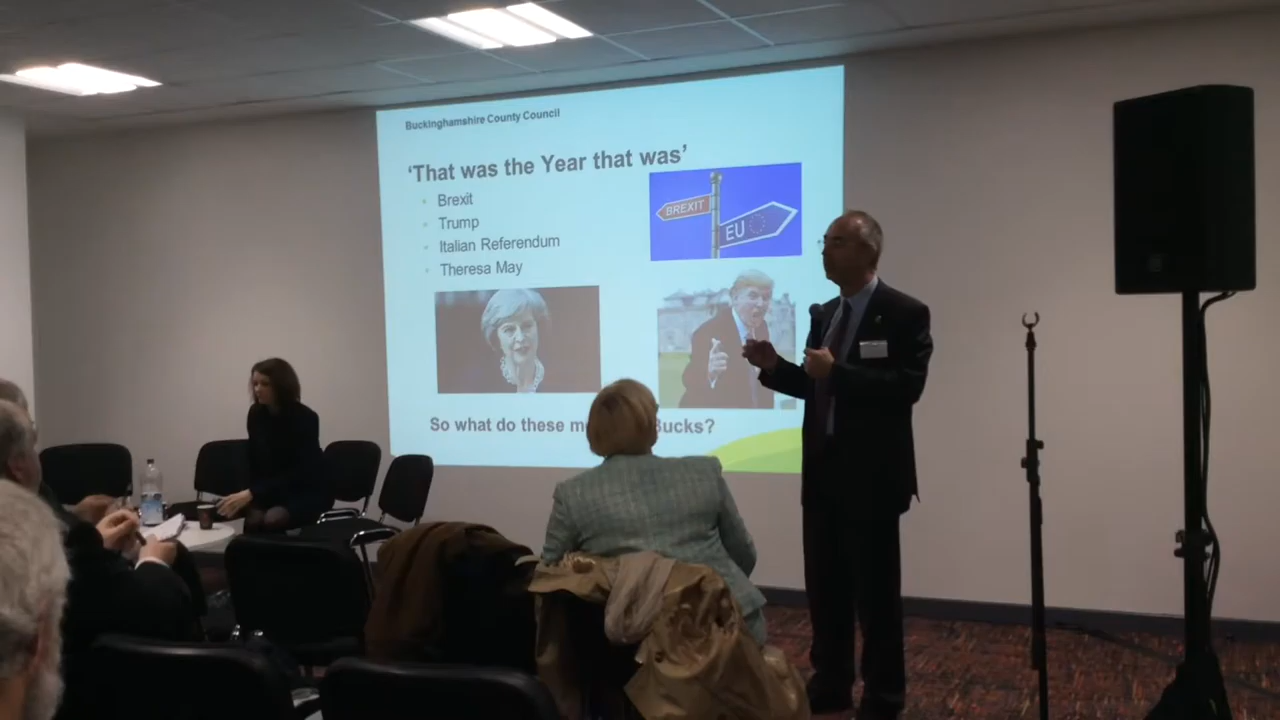 Buckinghamshire County Council
'That was the Year that was'
Brexit
Trump
Italian Referendum
Theresa May
BREXIT
EU
So what do these Bucks?